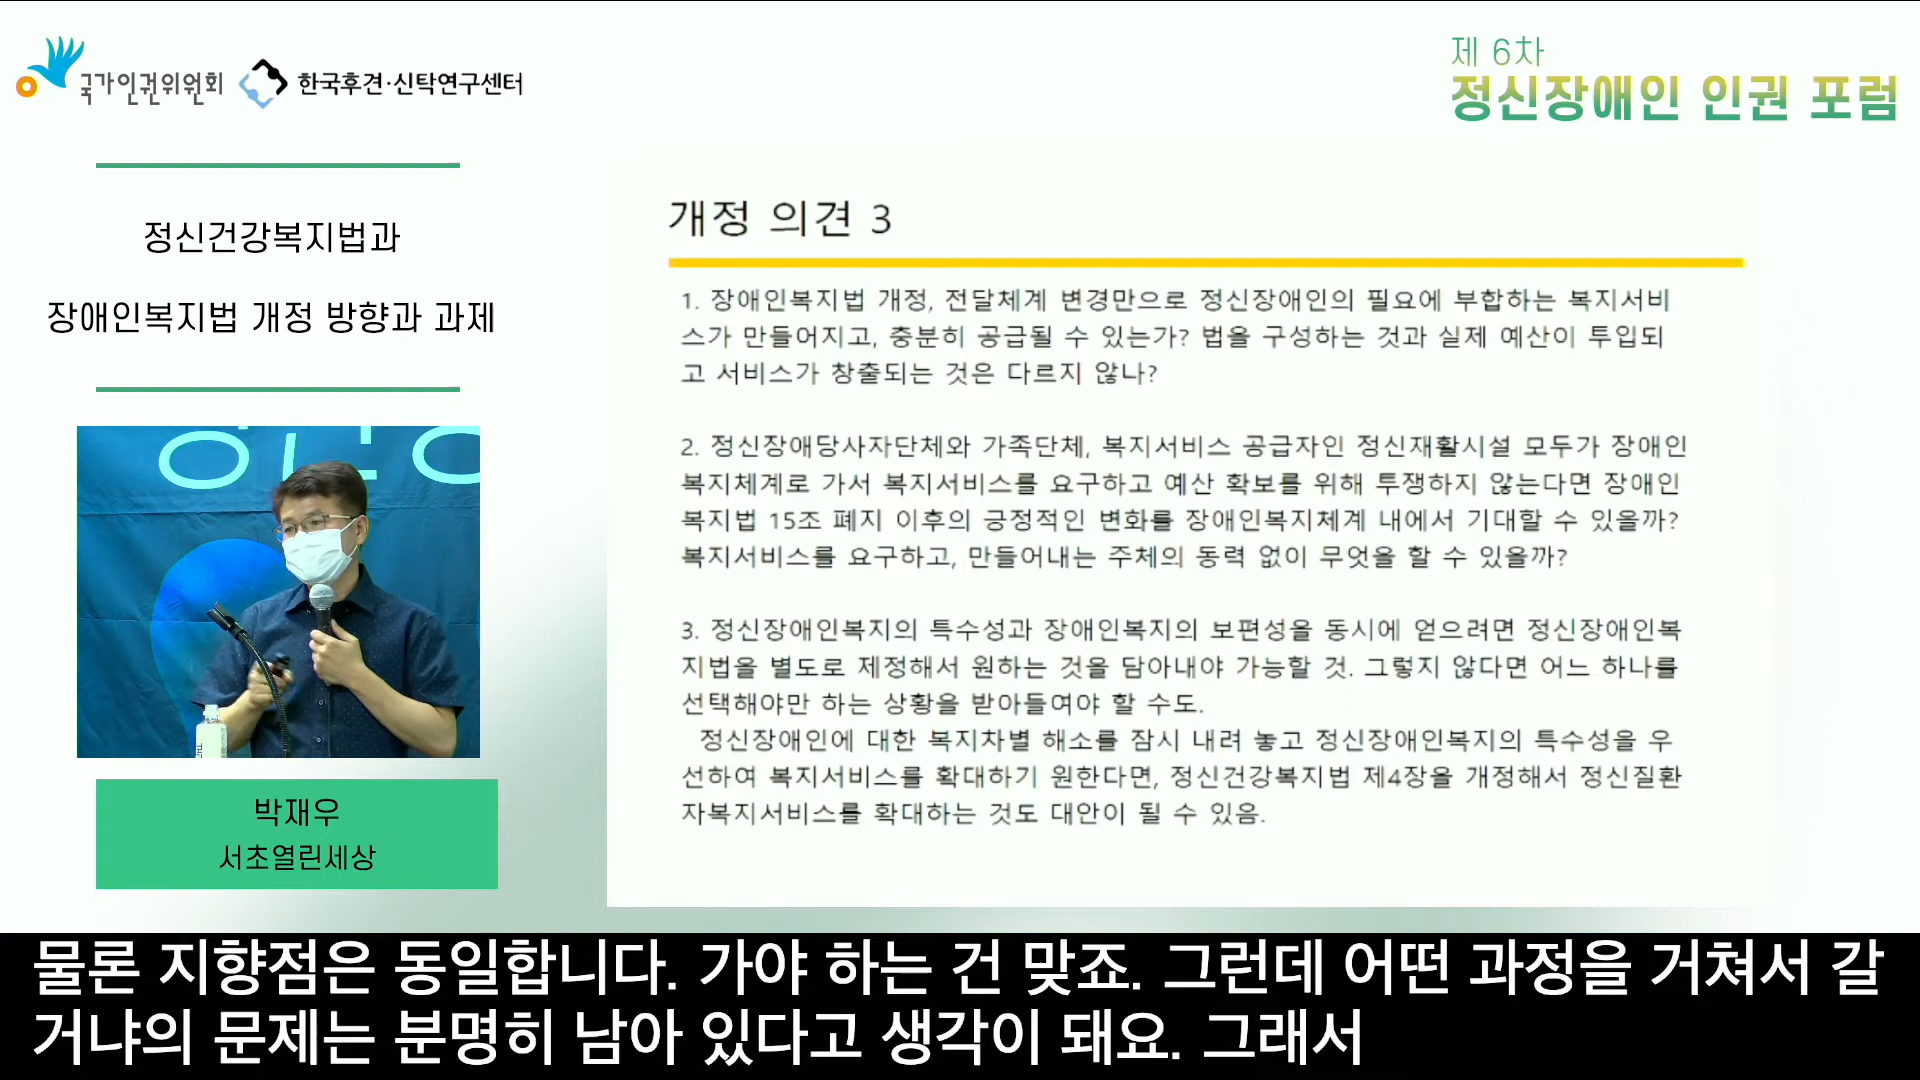 국가인권위원회
한국후견·신탁연구센터
제 6차
정신장애인 인권 포럼
정신건강복지법과
장애인복지법 개정 방향과 과제
개정 의견 3
1. 장애인복지법 개정, 전달체계 변경만으로 정신장애인의 필요에 부합하는 복지서비
스가 만들어지고, 충분히 공급될 수 있는가? 법을 구성하는 것과 실제 예산이 투입되
고 서비스가 창출되는 것은 다르지 않나?
2. 정신장애당사자단체와 가족단체, 복지서비스 공급자인 정신재활시설 모두가 장애인
복지체계로 가서 복지서비스를 요구하고 예산 확보를 위해 투쟁하지 않는다면 장애인
복지법 15조 폐지 이후의 긍정적인 변화를 장애인복지체계 내에서 기대할 수 있을까?
복지서비스를 요구하고, 만들어내는 주체의 동력 없이 무엇을 할 수 있을까?
3. 정신장애인복지의 특수성과 장애인복지의 보편성을 동시에 얻으려면 정신장애인복
지법을 별도로 제정해서 원하는 것을 담아내야 가능할 것. 그렇지 않다면 어느 하나를
선택해야만 하는 상황을 받아들여야 할 수도.
정신장애인에 대한 복지차별 해소를 잠시 내려 놓고 정신장애인복지의 특수성을 우
선하여 복지서비스를 확대하기 원한다면, 정신건강복지법 제4장을 개정해서 정신질환
자복지서비스를 확대하는 것도 대안이 될 수 있음.
박재우
서초열린세상
물론 지향점은 동일합니다. 가야 하는 건 맞죠. 그런데 어떤 과정을 거쳐서 갈
거냐의 문제는 분명히 남아 있다고 생각이 돼요. 그래서